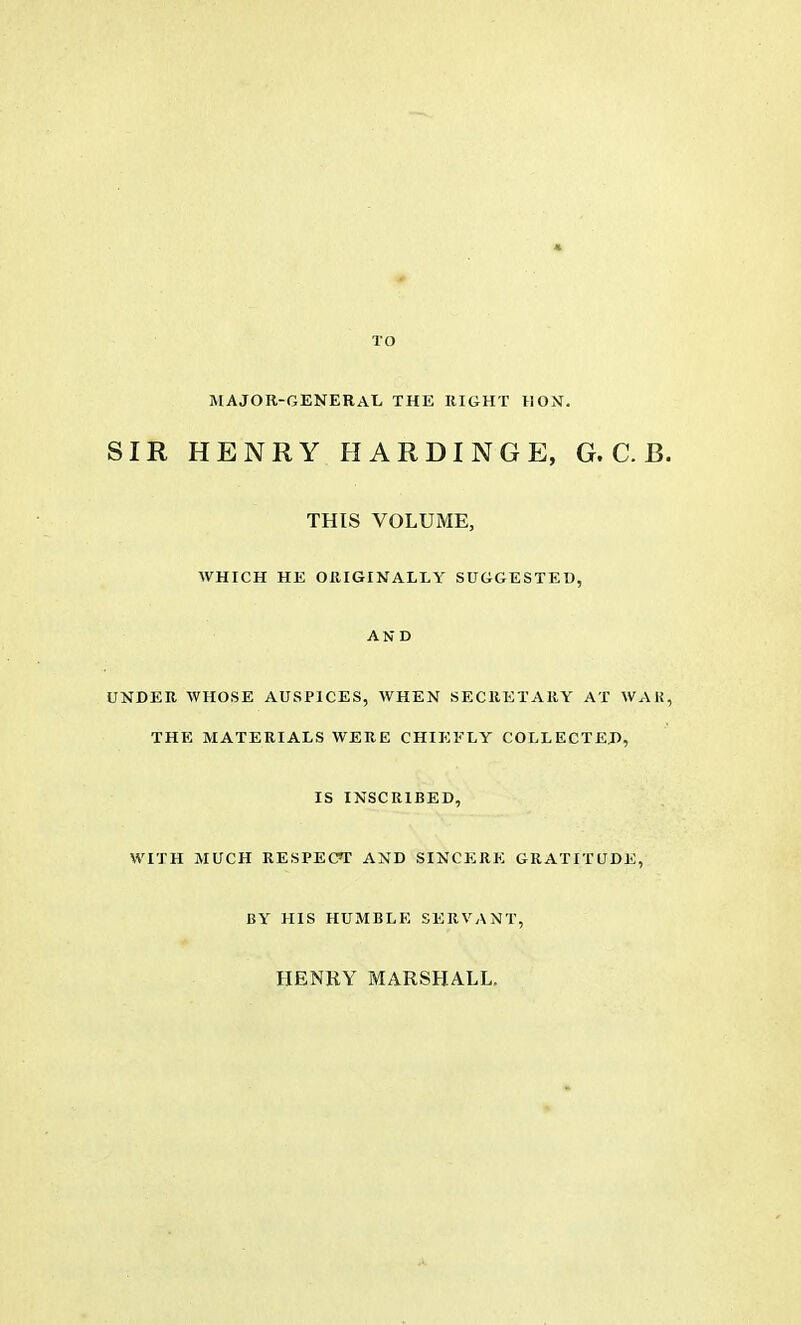 TO
MAJOR-GENERAL THE RIGHT HON.
SIR HENRY HARDINGE, G. C. B.
THIS VOLUME,
WHICH HE ORIGINALLY SUGGESTED,
AND
UNDER WHOSE AUSPICES, WHEN SECRETARY AT WAR,
THE MATERIALS WERE CHIEFLY COLLECTED,
IS INSCRIBED,
WITH MUCH RESPECT AND SINCERE GRATITUDE,
BY HIS HUMBLE SERVANT,
HENRY MARSHALL.